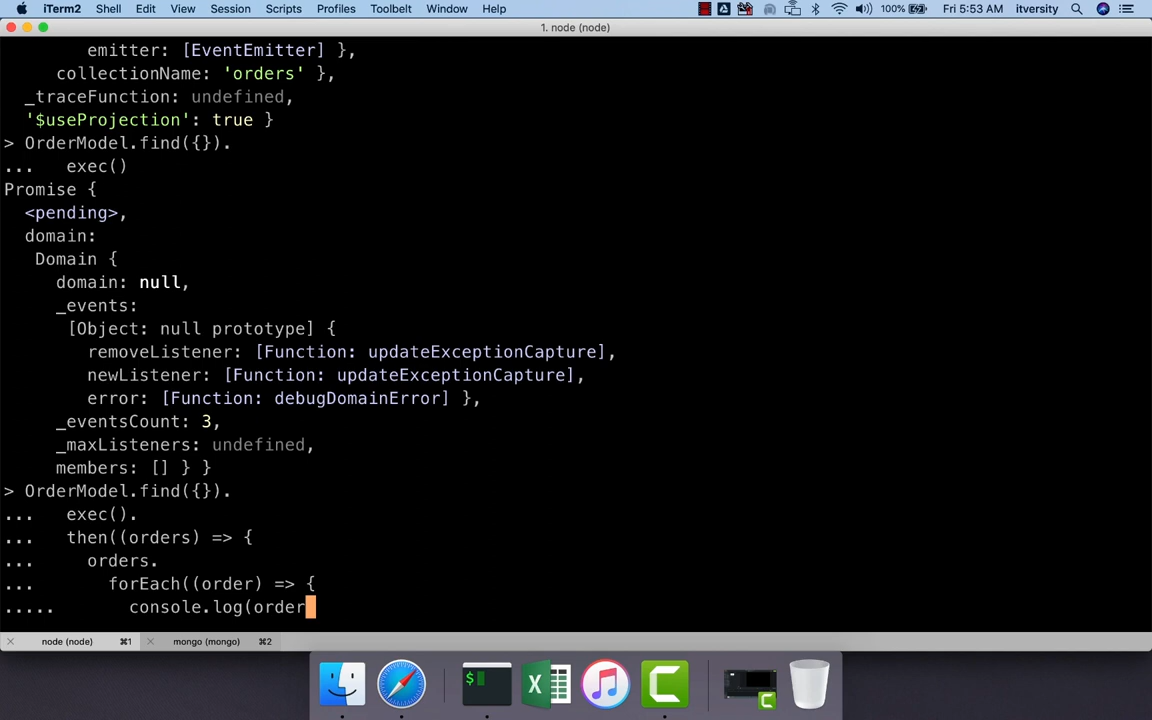 iTerm2 Shell Edit View Session Scripts Profiles Toolbelt Window Help 100% Fri 5:53 AM itversity
1. node (node)
        emitter: [EventEmitter] },
     collectionName: 'orders' },
  _traceFunction: undefined,
  '$useProjection': true }
> OrderModel.find({}).
...   exec()
Promise {
  <pending>,
  domain:
   Domain {
     domain: null,
     _events:
      [Object: null prototype] {
        removeListener: [Function: updateExceptionCapture],
        newListener: [Function: updateExceptionCapture],
        error: [Function: debugDomainError] },
     _eventsCount: 3,
     _maxListeners: undefined,
     members: [] } }
> OrderModel.find({}).
...   exec().
...   then((orders) => {
...     orders.
...       forEach((order) => {
.....       console.log(order
node (node) ⌘1 mongo (mongo) ⌘2
$
X
C
C